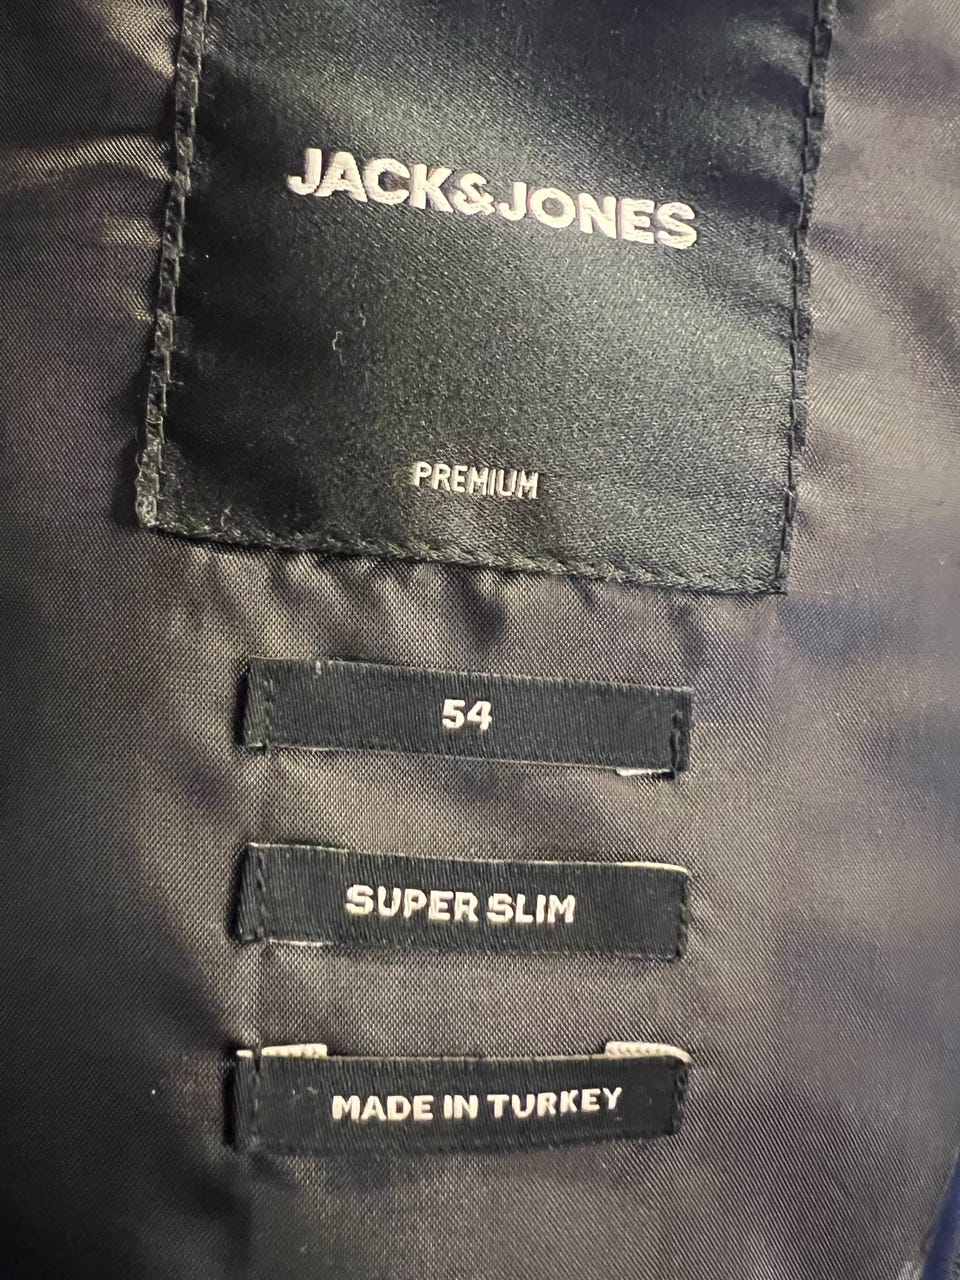 JACK&JONES
PREMIUM
54
SUPER SLIM
MADE IN TURKEY